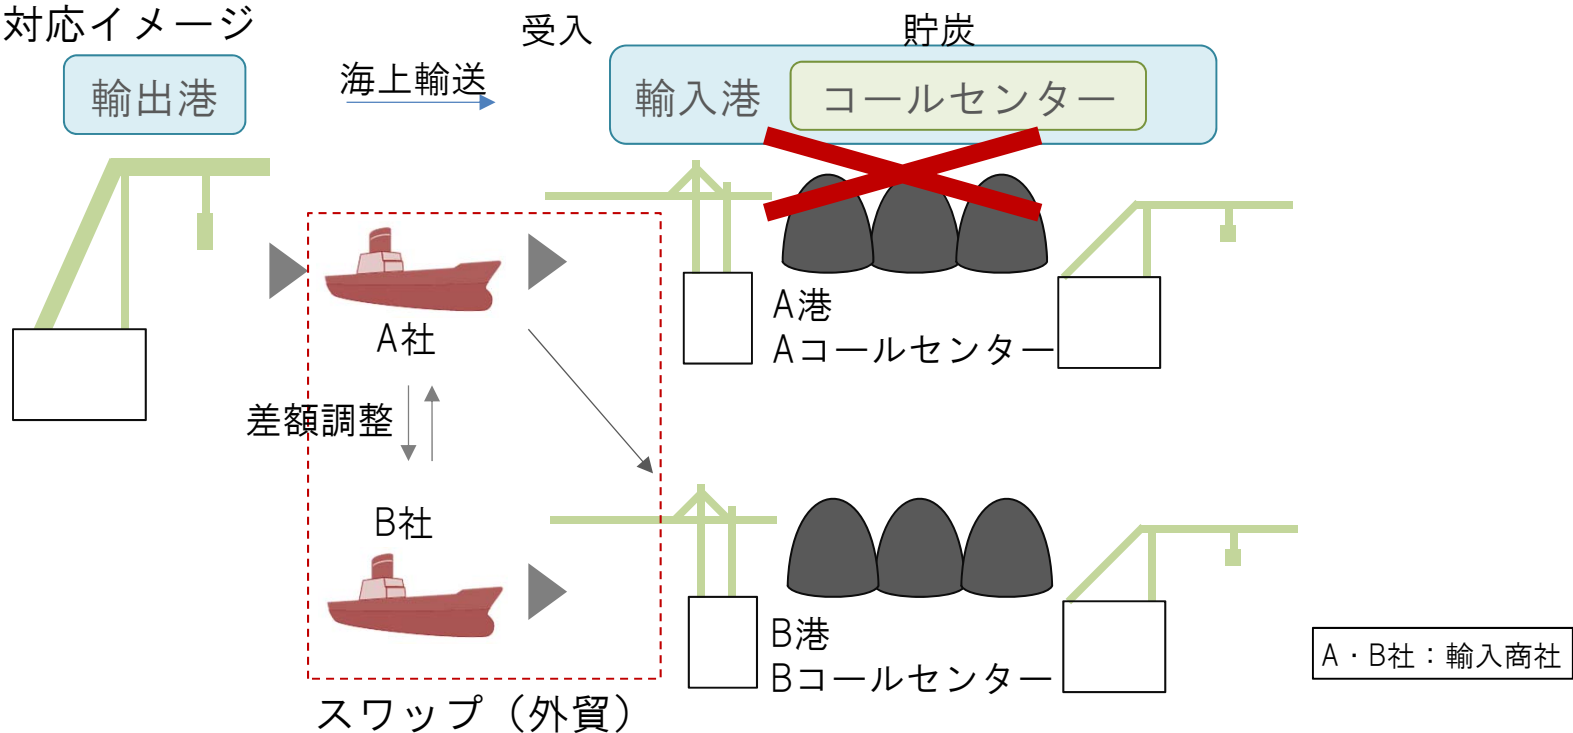 対応イメージ
受入
貯炭
輸出港
海上輸送
輸入港
コールセンター
A社
A港
Aコールセンター
差額調整
B社
B港
Bコールセンター
A・B社：輸入商社
スワップ（外貿）